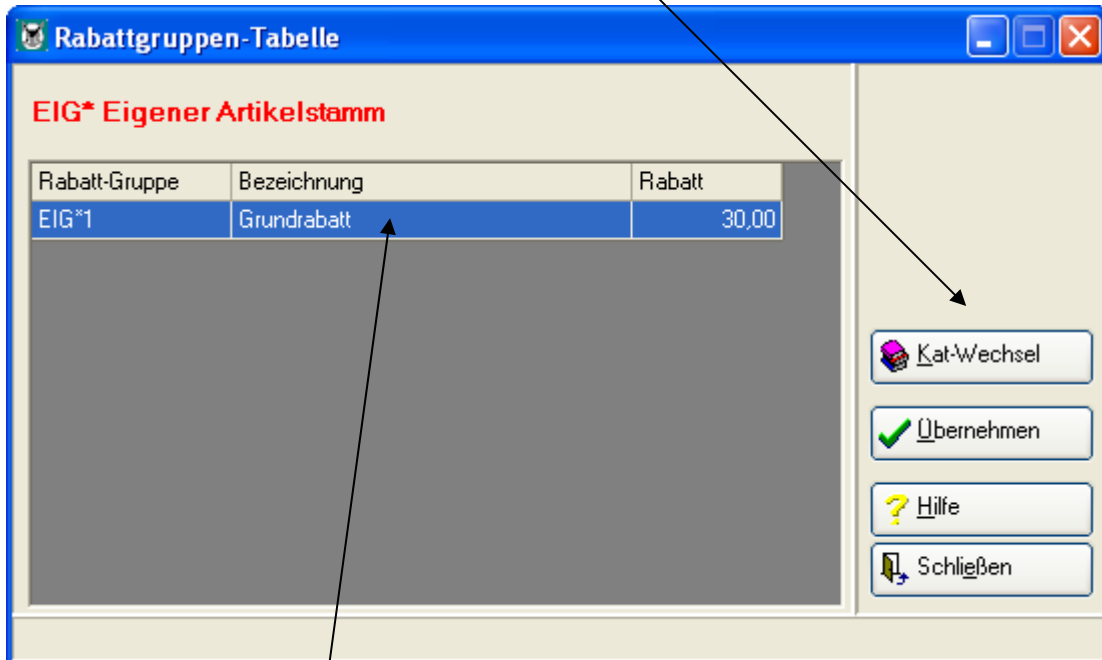 Rabattgruppen-Tabelle
EIG* Eigener Artikelstamm
Rabatt-Gruppe Bezeichnung Rabatt
EIG*1 Grundrabatt 30,00
Kat-Wechsel
Übernehmen
Hilfe
Schließen